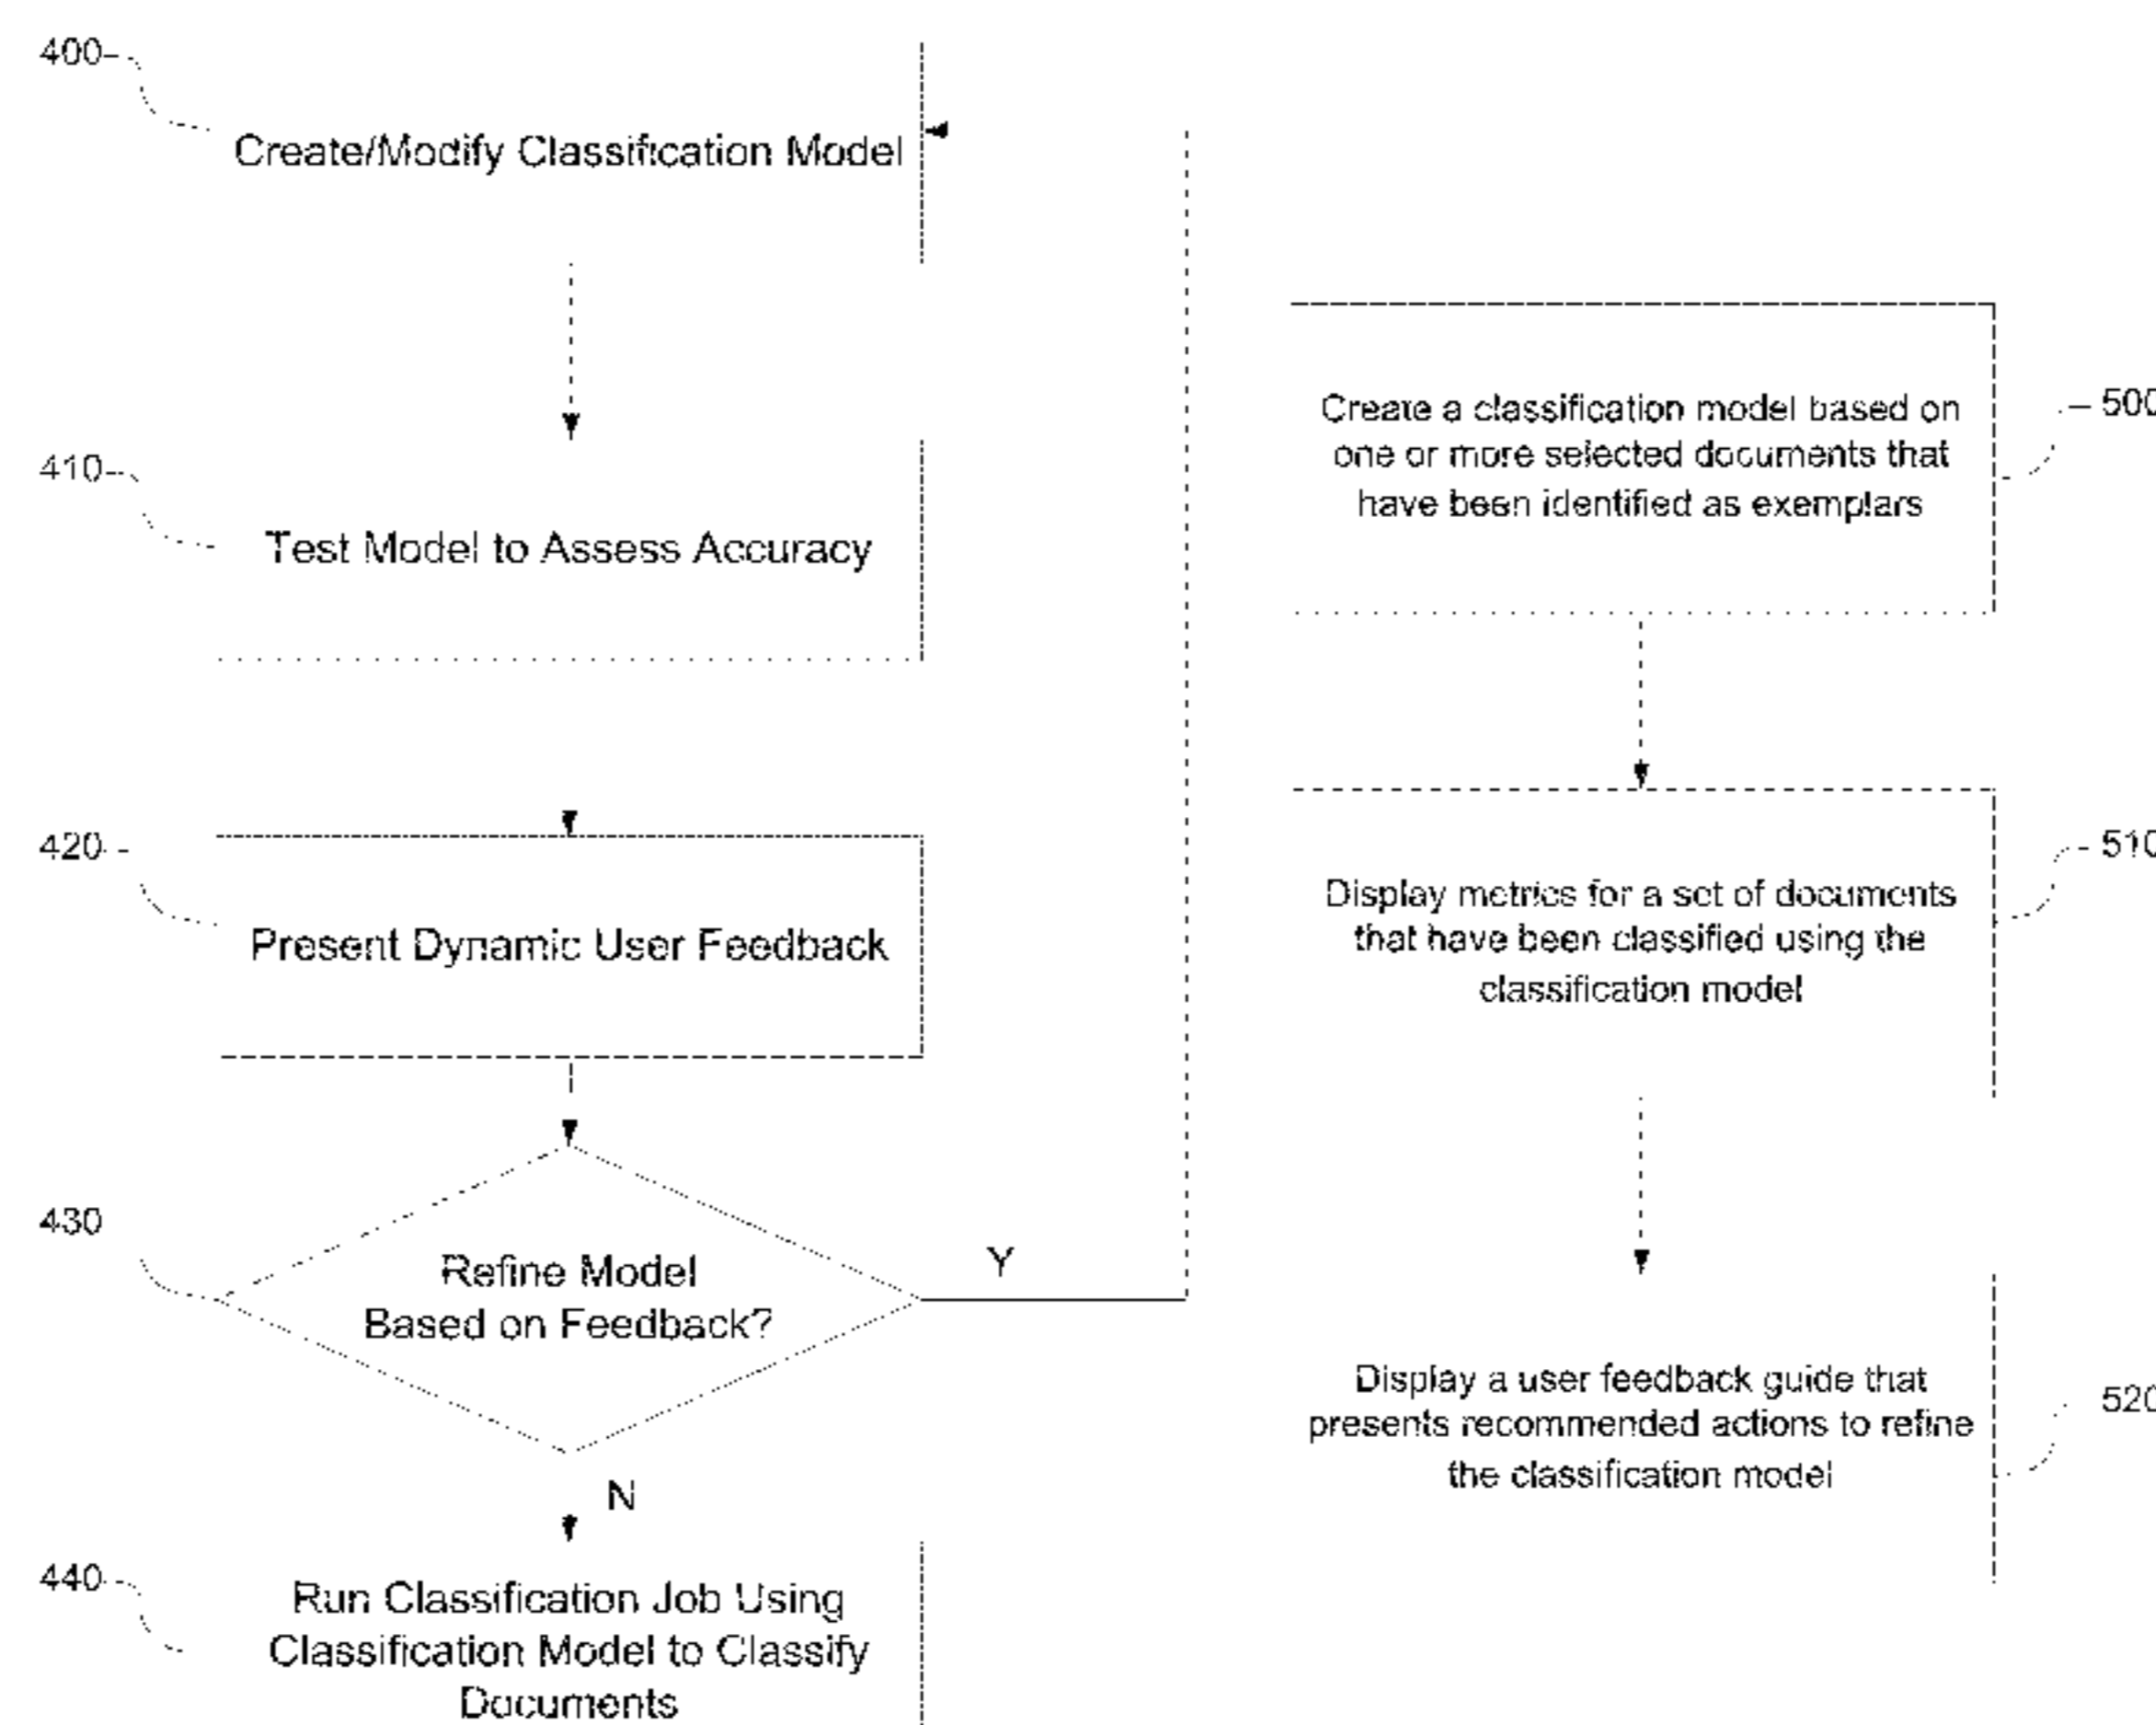 400
Create/Modify Classification Model
410
Test Model to Assess Accuracy
420
Present Dynamic User Feedback
430
Refine Model
Based on Feedback?
Y
N
440
Run Classification Job Using
Classification Model to Classify
Documents
Create a classification model based on
one or more selected documents that
have been identified as exemplars
500
Display metrics for a set of documents
that have been classified using the
classification model
510
Display a user feedback guide that
presents recommended actions to refine
the classification model
520